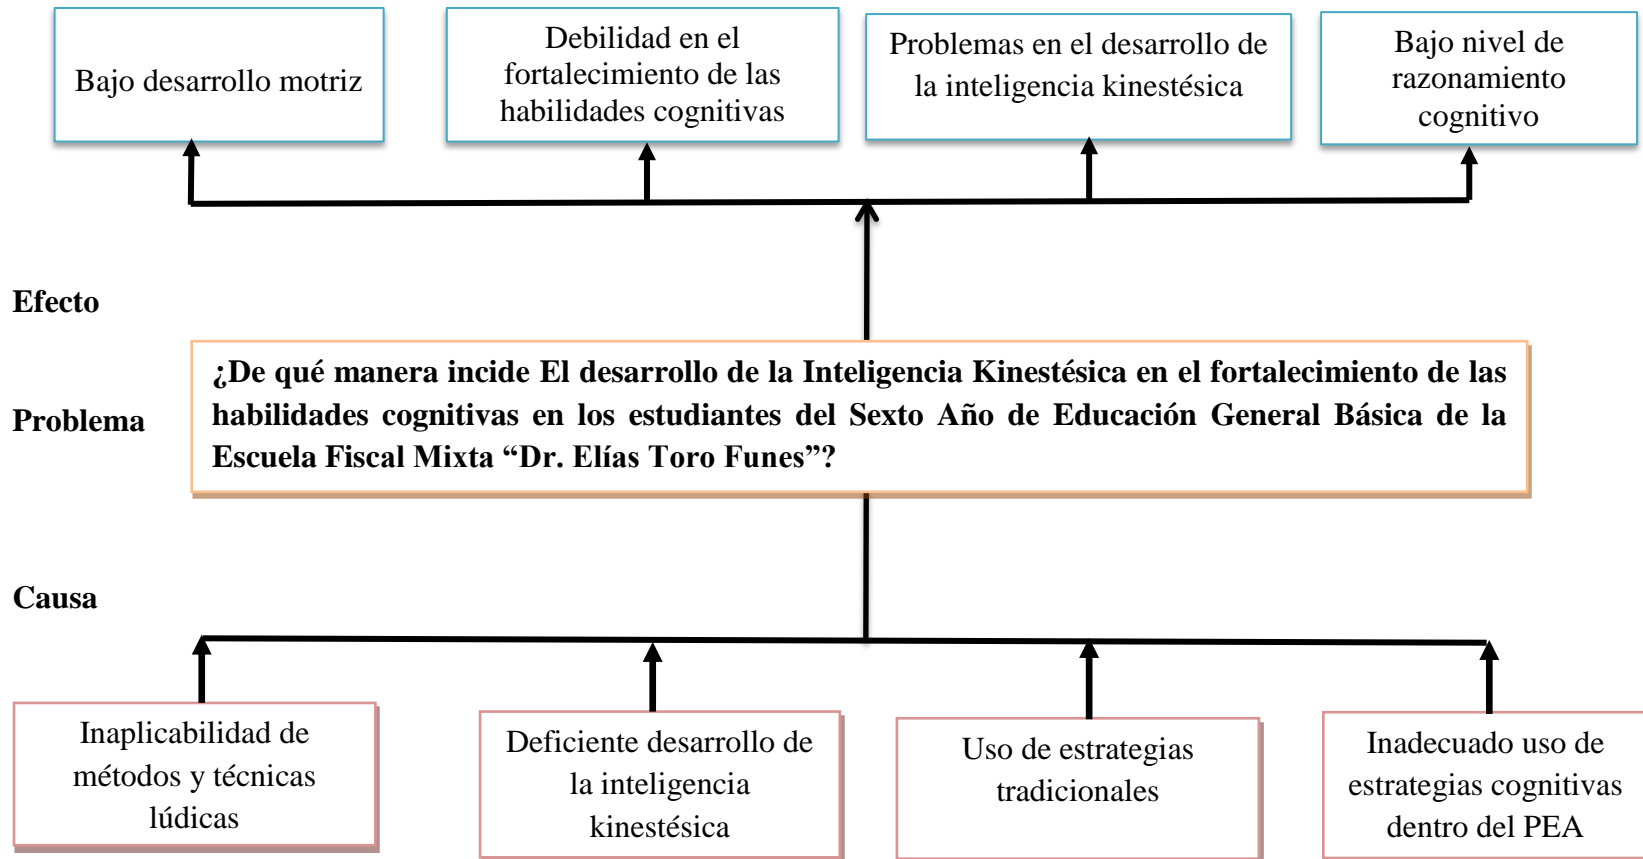 Bajo desarrollo motriz
Debilidad en el
fortalecimiento de las
habilidades cognitivas
Problemas en el desarrollo de
la inteligencia kinestésica
Bajo nivel de
razonamiento
cognitivo
Efecto
Problema
¿De qué manera incide El desarrollo de la Inteligencia Kinestésica en el fortalecimiento de las
habilidades cognitivas en los estudiantes del Sexto Año de Educación General Básica de la
Escuela Fiscal Mixta “Dr. Elías Toro Funes”?
Causa
Inaplicabilidad de
métodos y técnicas
lúdicas
Deficiente desarrollo de
la inteligencia
kinestésica
Uso de estrategias
tradicionales
Inadecuado uso de
estrategias cognitivas
dentro del PEA